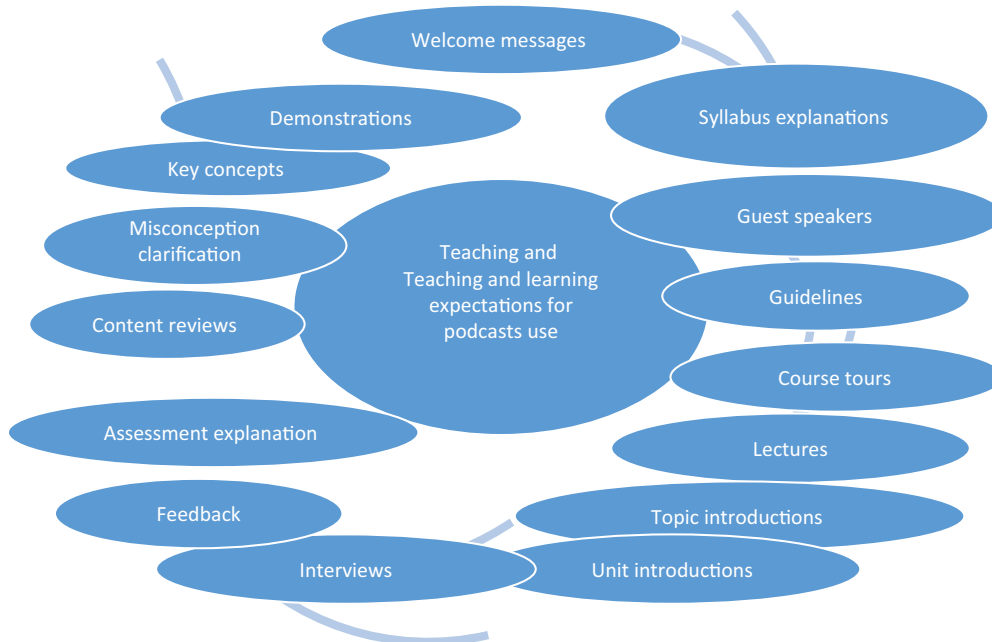 Welcome messages
Demonstrations
Syllabus explanations
Key concepts
Guest speakers
Misconception
clarification
Teaching and
Teaching and learning
expectations for
podcasts use
Guidelines
Content reviews
Course tours
Assessment explanation
Lectures
Feedback
Topic introductions
Interviews
Unit introductions